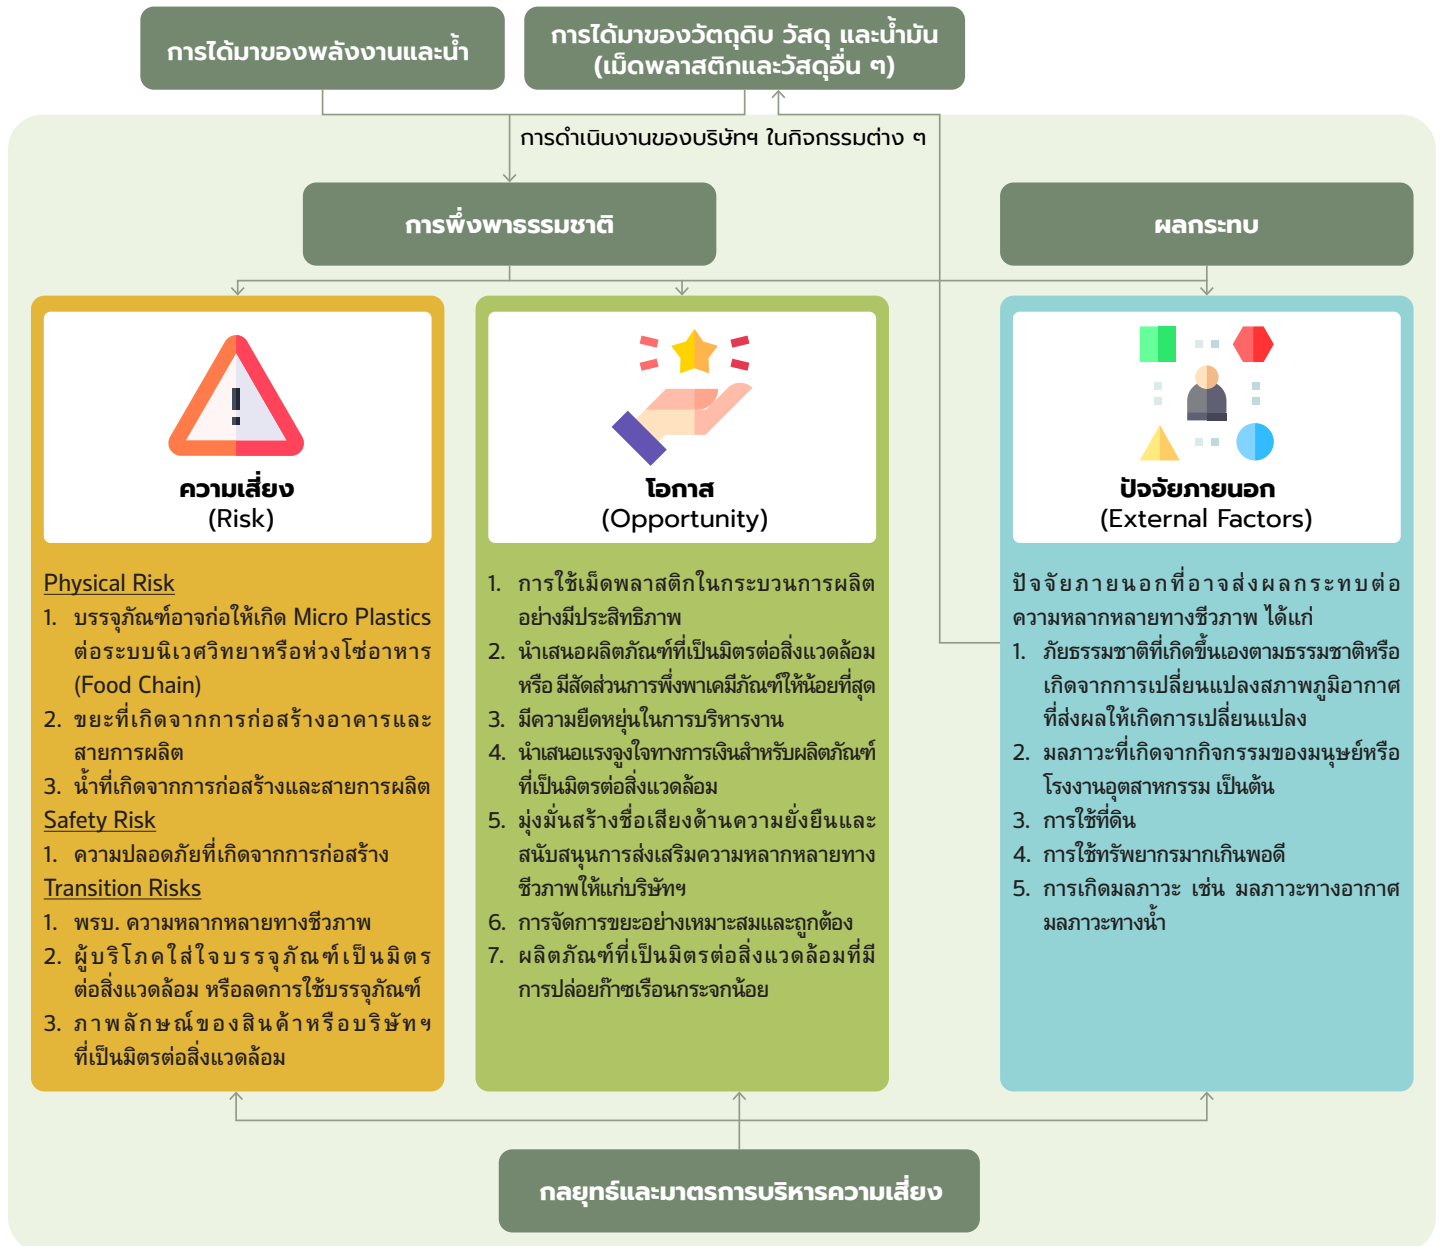 การได้มาของพลังงานและน้ำ
การได้มาของวัตถุดิบ วัสดุ และน้ำมัน
(เม็ดพลาสติกและวัสดุอื่น ๆ)
การดำเนินงานของบริษัทฯ ในกิจกรรมต่าง ๆ
การพึ่งพาธรรมชาติ
ผลกระทบ
ความเสี่ยง
(Risk)
Physical Risk
1. บรรจุภัณฑ์อาจก่อให้เกิด Micro Plastics
ต่อระบบนิเวศวิทยาหรือห่วงโซ่อาหาร
(Food Chain)
2. ขยะที่เกิดจากการก่อสร้างอาคารและ
สายการผลิต
3. น้ำที่เกิดจากการก่อสร้างและสายการผลิต
Safety Risk
1. ความปลอดภัยที่เกิดจากการก่อสร้าง
Transition Risks
1. พรบ. ความหลากหลายทางชีวภาพ
2. ผู้บริโภคใส่ใจบรรจุภัณฑ์เป็นมิตร
ต่อสิ่งแวดล้อม หรือลดการใช้บรรจุภัณฑ์
3. ภาพลักษณ์ของสินค้าหรือบริษัทฯ
ที่เป็นมิตรต่อสิ่งแวดล้อม
โอกาส
(Opportunity)
1. การใช้เม็ดพลาสติกในกระบวนการผลิต
อย่างมีประสิทธิภาพ
2. นำเสนอผลิตภัณฑ์ที่เป็นมิตรต่อสิ่งแวดล้อม
หรือ มีสัดส่วนการพึ่งพาเคมีภัณฑ์ให้น้อยที่สุด
3. มีความยืดหยุ่นในการบริหารงาน
4. นำเสนอแรงจูงใจทางการเงินสำหรับผลิตภัณฑ์
ที่เป็นมิตรต่อสิ่งแวดล้อม
5. มุ่งมั่นสร้างชื่อเสียงด้านความยั่งยืนและ
สนับสนุนการส่งเสริมความหลากหลายทาง
ชีวภาพให้แก่บริษัทฯ
6. การจัดการขยะอย่างเหมาะสมและถูกต้อง
7. ผลิตภัณฑ์ที่เป็นมิตรต่อสิ่งแวดล้อมที่มี
การปล่อยก๊าซเรือนกระจกน้อย
ปัจจัยภายนอก
(External Factors)
ปัจจัยภายนอกที่อาจส่งผลกระทบต่อ
ความหลากหลายทางชีวภาพ ได้แก่
1. ภัยธรรมชาติที่เกิดขึ้นเองตามธรรมชาติหรือ
เกิดจากการเปลี่ยนแปลงสภาพภูมิอากาศ
ที่ส่งผลให้เกิดการเปลี่ยนแปลง
2. มลภาวะที่เกิดจากกิจกรรมของมนุษย์หรือ
โรงงานอุตสาหกรรม เป็นต้น
3. การใช้ที่ดิน
4. การใช้ทรัพยากรมากเกินพอดี
5. การเกิดมลภาวะ เช่น มลภาวะทางอากาศ
มลภาวะทางน้ำ
กลยุทธ์และมาตรการบริหารความเสี่ยง